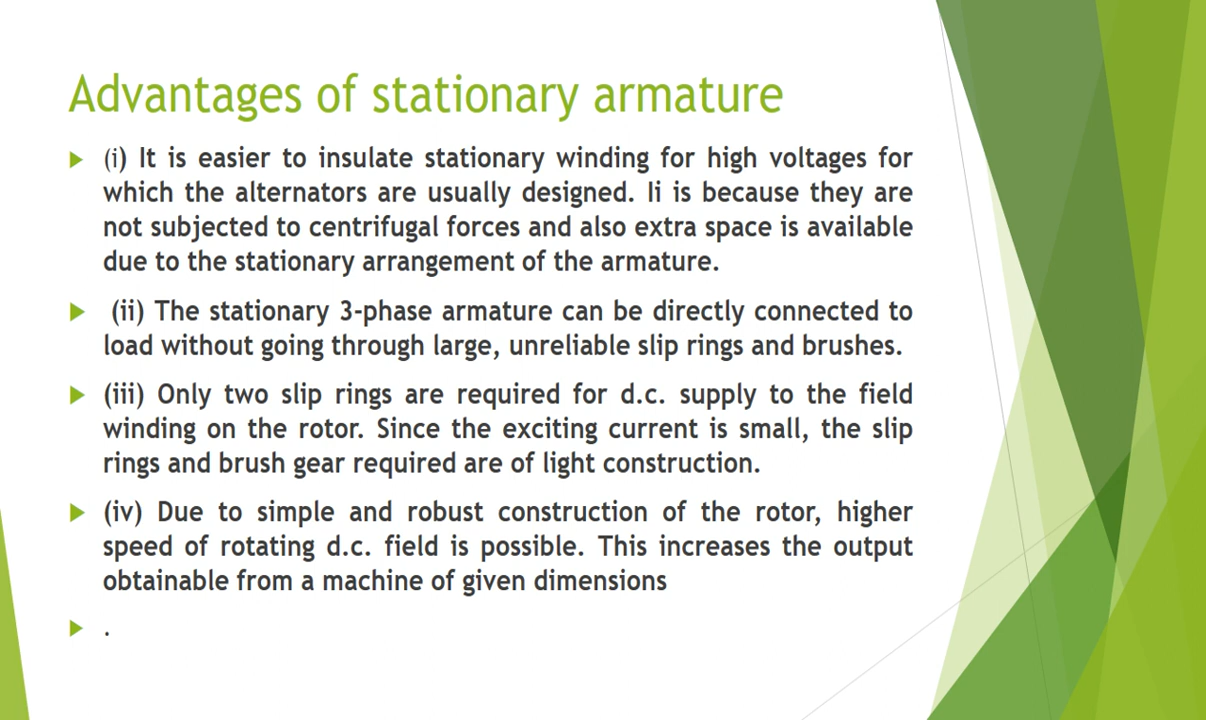 Advantages of stationary armature
(i) It is easier to insulate stationary winding for high voltages for
which the alternators are usually designed. Ii is because they are
not subjected to centrifugal forces and also extra space is available
due to the stationary arrangement of the armature.
(ii) The stationary 3-phase armature can be directly connected to
load without going through large, unreliable slip rings and brushes.
(iii) Only two slip rings are required for d.c. supply to the field
winding on the rotor. Since the exciting current is small, the slip
rings and brush gear required are of light construction.
(iv) Due to simple and robust construction of the rotor, higher
speed of rotating d.c. field is possible. This increases the output
obtainable from a machine of given dimensions
.